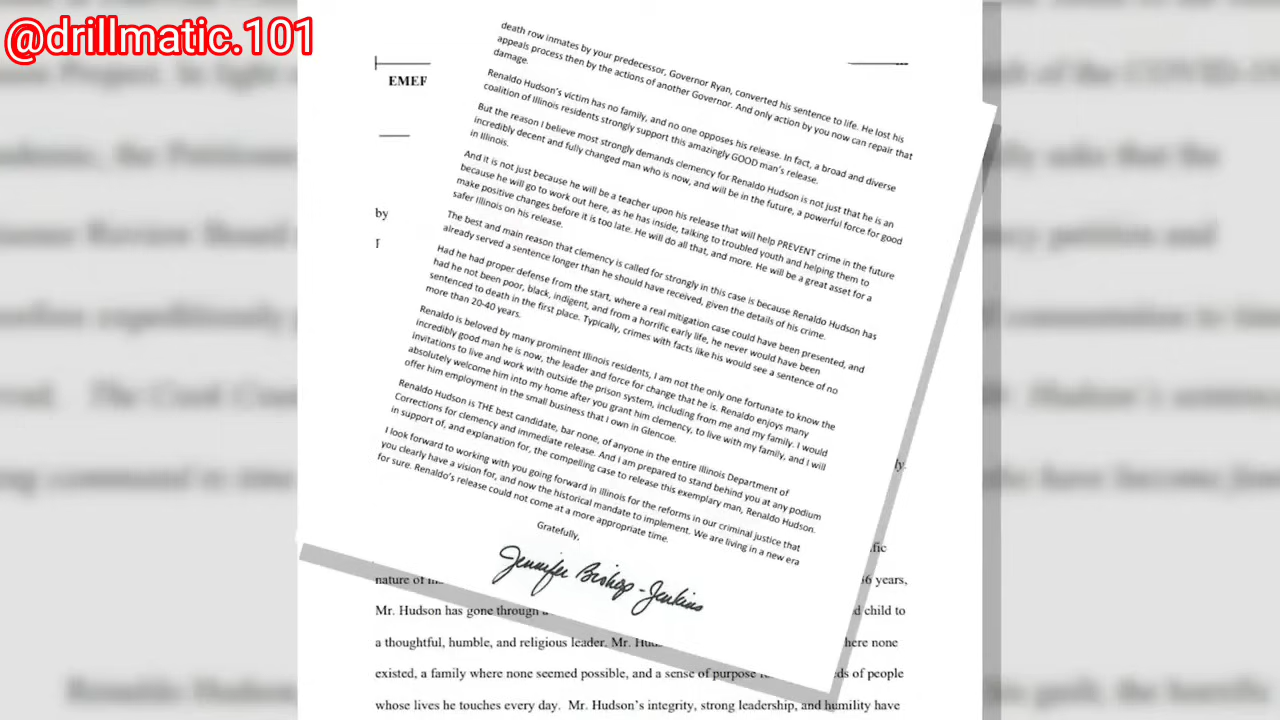 @drillmatic.101
EMEF
by
death row inmates by your predecessor, Governor Ryan, converted his sentence to life. He lost his
appeals process then by the actions of another Governor. And only action by you now can repair that
damage.
Renaldo Hudson's victim has no family, and no one opposes his release. In fact, a broad and diverse
coalition of Illinois residents strongly support this amazingly GOOD man's release.
But the reason I believe most strongly demands clemency for Renaldo Hudson is not just that he is an
incredibly decent and fully changed man who is now, and will be in the future, a powerful force for good
in Illinois.
And it is not just because he will be a teacher upon his release that will help PREVENT crime in the future
because he will go to work out here, as he has inside, talking to troubled youth and helping them to
make positive changes before it is too late. He will do all that, and more. He will be a great asset for a
safer Illinois on his release.
The best and main reason that clemency is called for strongly in this case is because Renaldo Hudson has
already served a sentence longer than he should have received, given the details of his crime.
Had he had proper defense from the start, where a real mitigation case could have been presented, and
had he not been poor, black, indigent, and from a horrific early life, he never would have been
sentenced to death in the first place. Typically, crimes with facts like his would see a sentence of no
more than 20-40 years.
Renaldo is beloved by many prominent Illinois residents, I am not the only one fortunate to know the
incredibly good man he is now, the leader and force for change that he is. Renaldo enjoys many
invitations to live and work with outside the prison system, including from me and my family. I would
absolutely welcome him into my home after you grant him clemency, to live with my family, and I will
offer him employment in the small business that I own in Glencoe.
Renaldo Hudson is THE best candidate, bar none, of anyone in the entire Illinois Department of
Corrections for clemency and immediate release. And I am prepared to stand behind you at any podium
in support of, and explanation for, the compelling case to release this exemplary man, Renaldo Hudson.
I look forward to working with you going forward in Illinois for the reforms in our criminal justice that
you clearly have a vision for, and now the historical mandate to implement. We are living in a new era
for sure. Renaldo's release could not come at a more appropriate time.
Gratefully,
Jennifer Bishop-Jenkins
nature of 6 years,
Mr. Hudson has gone through d child to
a thoughtful, humble, and religious leader. Mr. here none
existed, a family where none seemed possible, and a sense of purpose ds of people
whose lives he touches every day. Mr. Hudson's integrity, strong leadership, and humility have